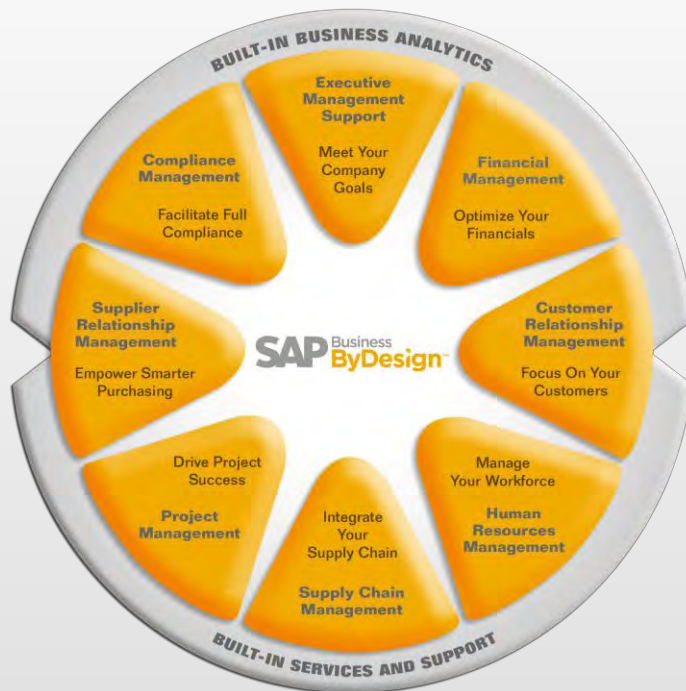 BUILT-IN BUSINESS ANALYTICS
Executive
Management
Support
Meet Your
Company
Goals
Financial
Management
Optimize Your
Financials
Customer
Relationship
Management
Focus On Your
Customers
Manage
Your Workforce
Human
Resources
Management
Integrate
Your
Supply Chain
Supply Chain
Management
Drive Project
Success
Project
Management
Supplier
Relationship
Management
Empower Smarter
Purchasing
Compliance
Management
Facilitate Full
Compliance
SAP Business
ByDesign™
BUILT-IN SERVICES AND SUPPORT